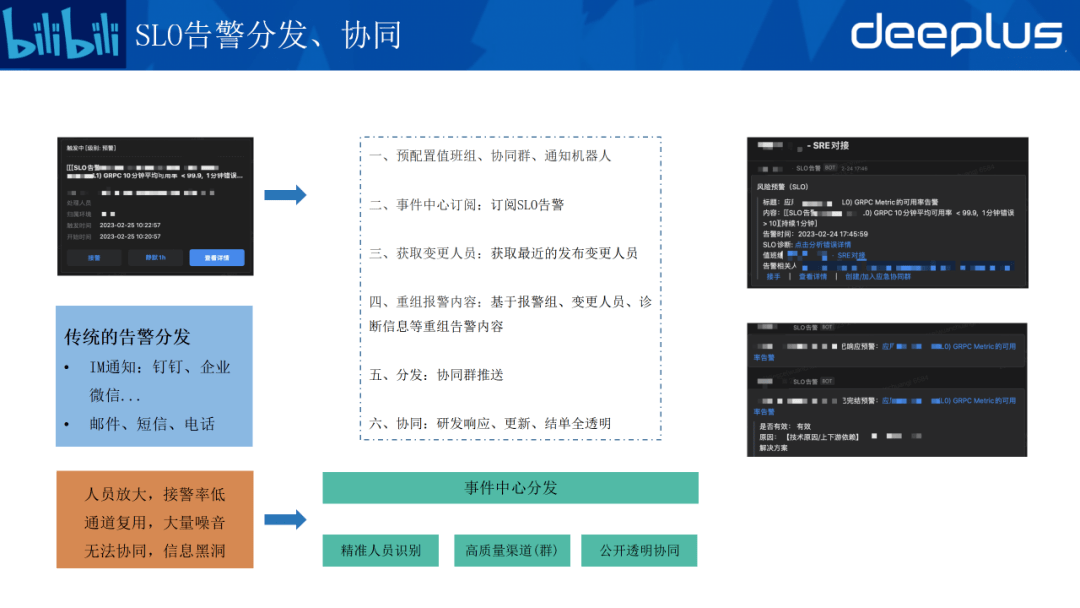 bilibili
SLO告警分发、协同
deeplus
触发中[级别: 预警]
[[SLO告警
L1) GRPC 10分钟平均可用率 < 99.9, 1分钟错误...
处理人员
归属环境
触发时间 2023-02-25 10:22:57
开始时间 2023-02-25 10:20:57
接警
静默1h
查看详情
传统的告警分发
• IM通知：钉钉、企业
微信...
• 邮件、短信、电话
人员放大，接警率低
通道复用，大量噪音
无法协同，信息黑洞
一、预配置值班组、协同群、通知机器人
二、事件中心订阅：订阅SLO告警
三、获取变更人员：获取最近的发布变更人员
四、重组报警内容：基于报警组、变更人员、诊
断信息等重组告警内容
五、分发：协同群推送
六、协同：研发响应、更新、结单全透明
事件中心分发
精准人员识别
高质量渠道(群)
公开透明协同
- SRE对接
SLO告警 BOT 2-24 17:46
风险预警（SLO）
标题: L0) GRPC Metric的可用率告警
内容: [[SLO告 .0) GRPC 10分钟平均可用率 < 99.9, 1分钟错误
> 10][持续1分钟]
告警时间: 2023-02-24 17:45:59
SLO诊断: 点击分析错误详情
值班 - SRE对接
告警相关人
接手 | 查看详情 | 创建/加入应急协同群
SLO告警 BOT
已响应预警: L0) GRPC Metric的可用
率告警
SLO告警 BOT
已完结预警: L0) GRPC Metric的可用
率告警
是否有效: 有效
原因: 【技术原因/上下游依赖】
解决方案